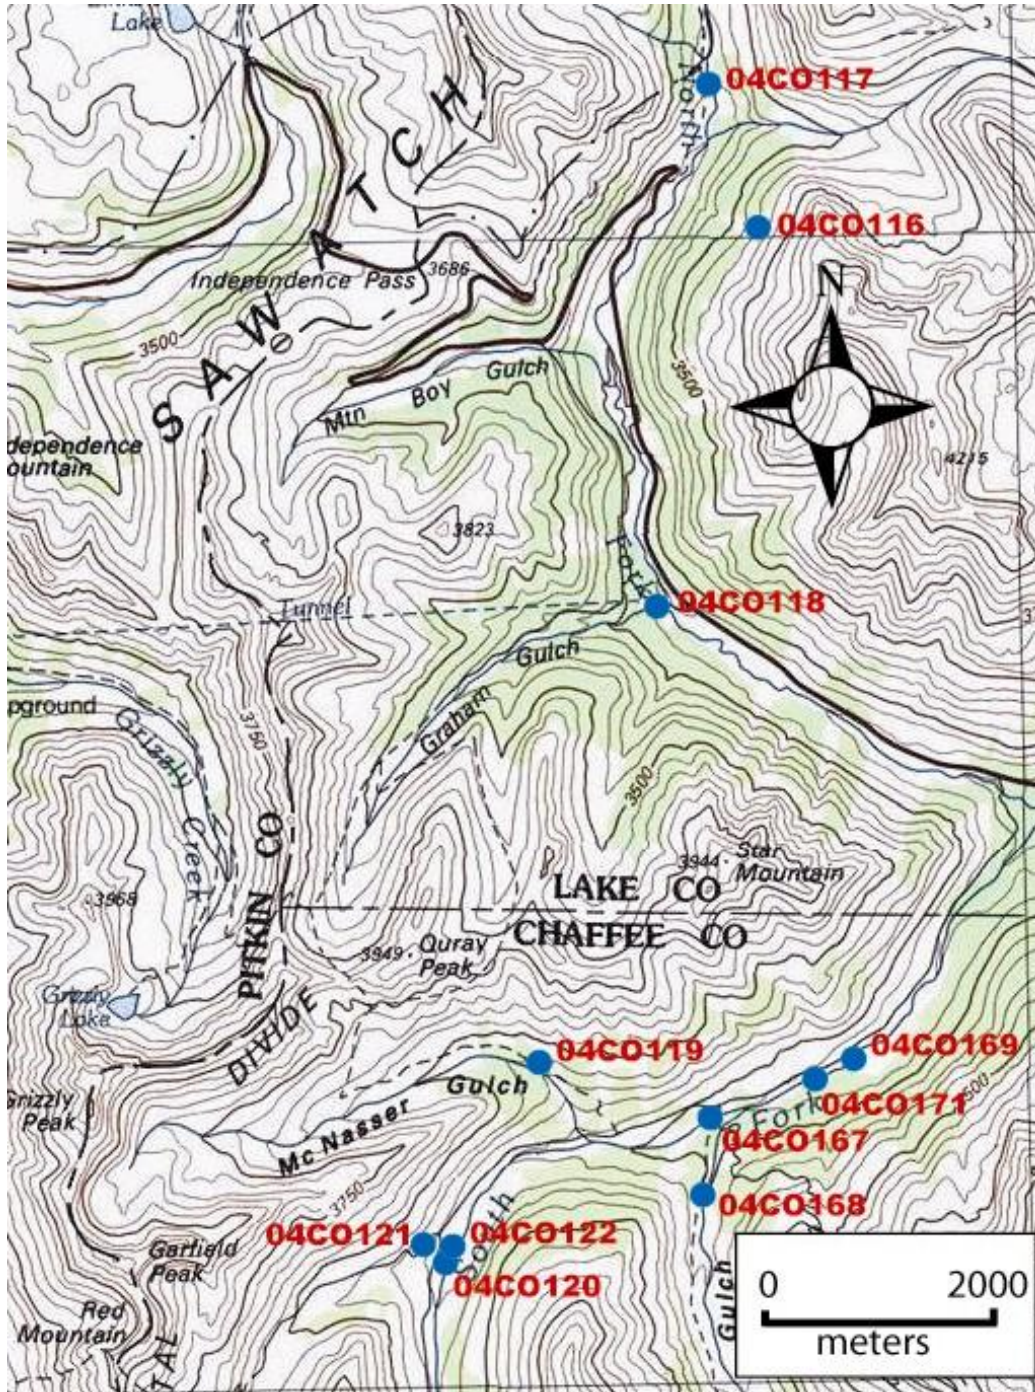 Lake
North
04CO117
04CO116
SAWATCH
Independence Pass
3686
N
3500
3500
Mtn Boy Gulch
dependence
ountain
4215
3823
Fork
Tunnel
04CO118
Gulch
Graham
pground
Grizzly
Creek
3750
3500
PITKIN CO
3944
Star
Mountain
3968
LAKE CO
CHAFFEE CO
3949
Ouray
Peak
Grizzly
Lake
DIVIDE
04CO119
04CO169
Gulch
Mc Nasser
Fork
04CO171
500
Grizzly
Peak
04CO167
3750
04CO168
South
04CO121
04CO122
04CO120
Garfield
Peak
Red
Mountain
TAL
Gulch
0 2000
meters